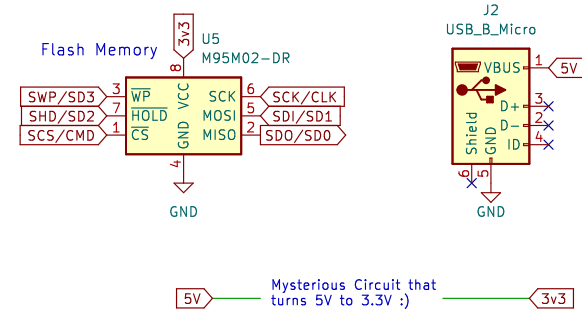 J2
USB_B_Micro
3v3
U5
M95M02-DR
Flash Memory
8
VBUS 1 5V
SWP/SD3 3 WP VCC SCK 6 SCK/CLK
SHD/SD2 7 HOLD MOSI 5 SDI/SD1
SCS/CMD 1 CS GND MISO 2 SDO/SD0
D+ 3
D- 2
ID 4
Shield
GND
4
6
5
GND
GND
5V
Mysterious Circuit that
turns 5V to 3.3V :)
3v3